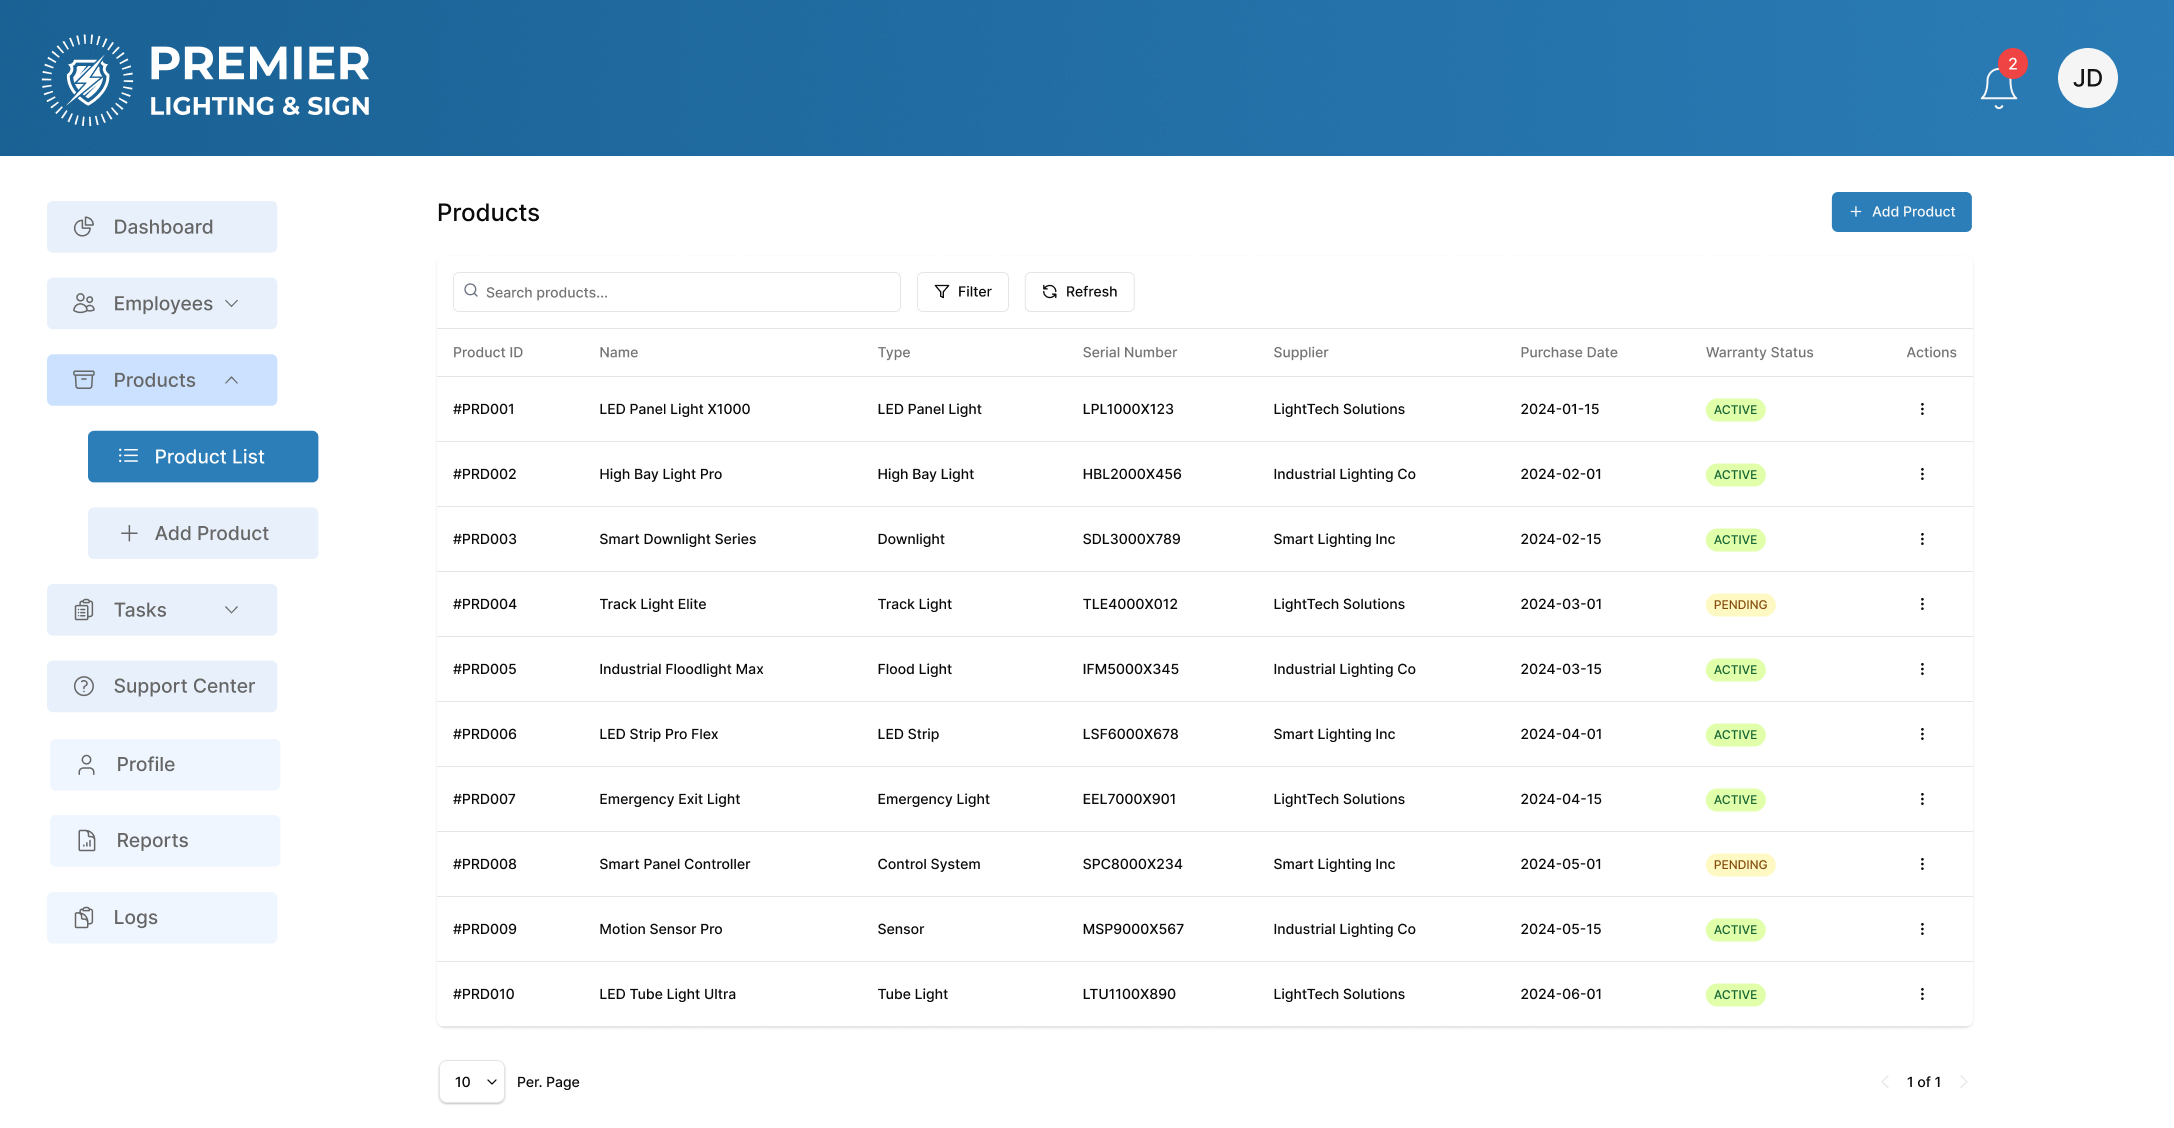 PREMIER
LIGHTING & SIGN
2
JD
Dashboard
Employees
Products
Product List
Add Product
Tasks
Support Center
Profile
Reports
Logs
Products
Add Product
Search products...
Filter
Refresh
Product ID Name Type Serial Number Supplier Purchase Date Warranty Status Actions
#PRD001 LED Panel Light X1000 LED Panel Light LPL1000X123 LightTech Solutions 2024-01-15 ACTIVE
#PRD002 High Bay Light Pro High Bay Light HBL2000X456 Industrial Lighting Co 2024-02-01 ACTIVE
#PRD003 Smart Downlight Series Downlight SDL3000X789 Smart Lighting Inc 2024-02-15 ACTIVE
#PRD004 Track Light Elite Track Light TLE4000X012 LightTech Solutions 2024-03-01 PENDING
#PRD005 Industrial Floodlight Max Flood Light IFM5000X345 Industrial Lighting Co 2024-03-15 ACTIVE
#PRD006 LED Strip Pro Flex LED Strip LSF6000X678 Smart Lighting Inc 2024-04-01 ACTIVE
#PRD007 Emergency Exit Light Emergency Light EEL7000X901 LightTech Solutions 2024-04-15 ACTIVE
#PRD008 Smart Panel Controller Control System SPC8000X234 Smart Lighting Inc 2024-05-01 PENDING
#PRD009 Motion Sensor Pro Sensor MSP9000X567 Industrial Lighting Co 2024-05-15 ACTIVE
#PRD010 LED Tube Light Ultra Tube Light LTU1100X890 LightTech Solutions 2024-06-01 ACTIVE
10 Per. Page
1 of 1